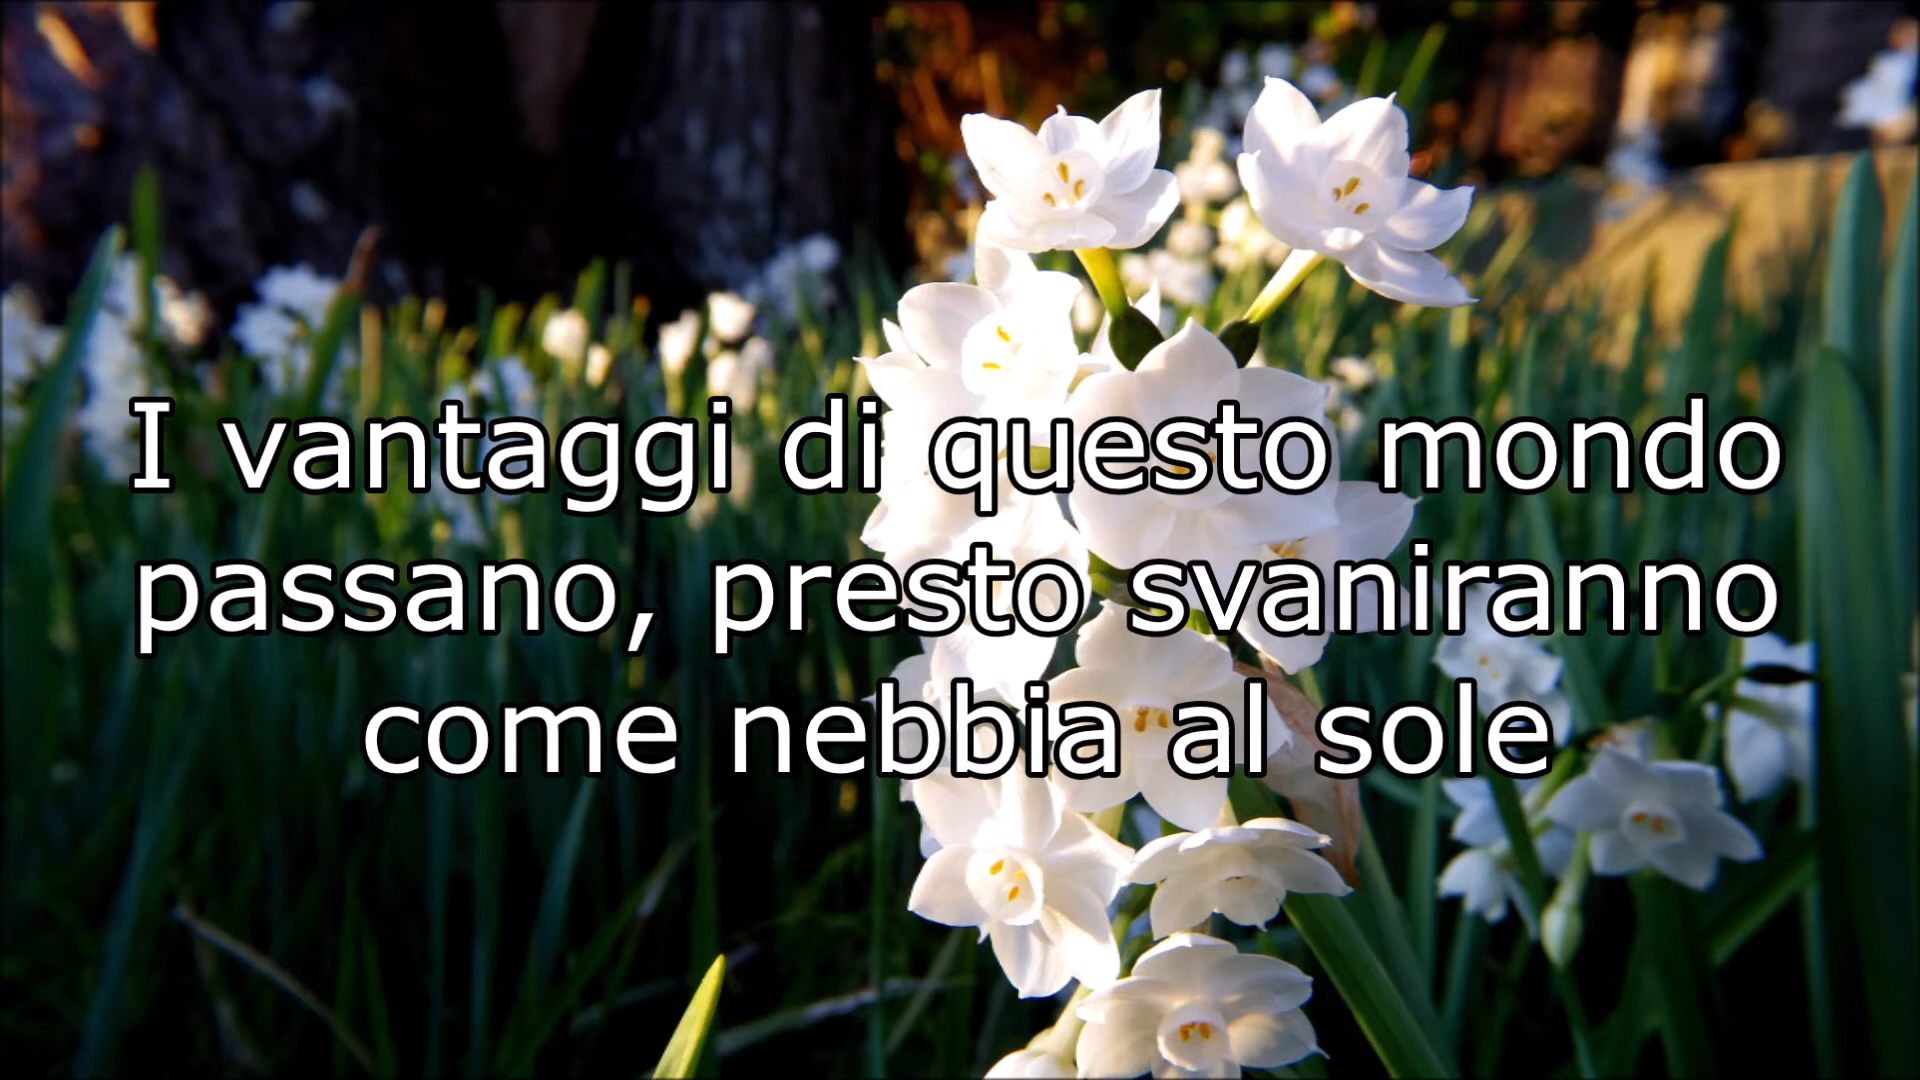 I vantaggi di questo mondo
passano, presto svaniranno
come nebbia al sole